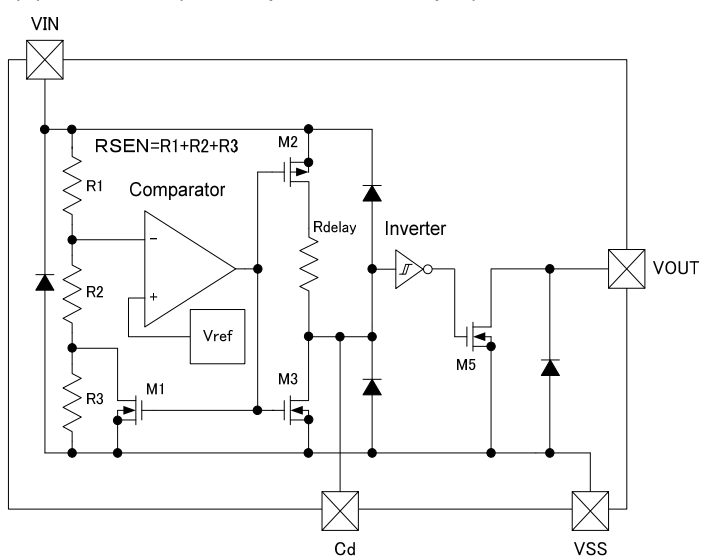 VIN
RSEN=R1+R2+R3
M2
R1
Comparator
Rdelay
Inverter
−
VOUT
R2
+
Vref
M5
M1
M3
R3
Cd
VSS